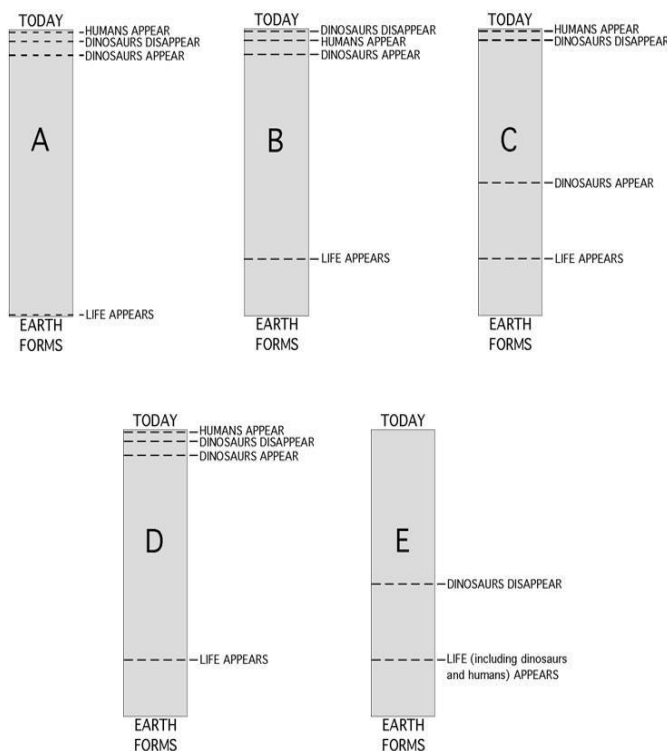 TODAY
HUMANS APPEAR
DINOSAURS DISAPPEAR
DINOSAURS APPEAR
A
LIFE APPEARS
EARTH
FORMS
TODAY
DINOSAURS DISAPPEAR
HUMANS APPEAR
DINOSAURS APPEAR
B
LIFE APPEARS
EARTH
FORMS
TODAY
HUMANS APPEAR
DINOSAURS DISAPPEAR
C
DINOSAURS APPEAR
LIFE APPEARS
EARTH
FORMS
TODAY
HUMANS APPEAR
DINOSAURS DISAPPEAR
DINOSAURS APPEAR
D
LIFE APPEARS
EARTH
FORMS
TODAY
E
DINOSAURS DISAPPEAR
LIFE (including dinosaurs
and humans) APPEARS
EARTH
FORMS